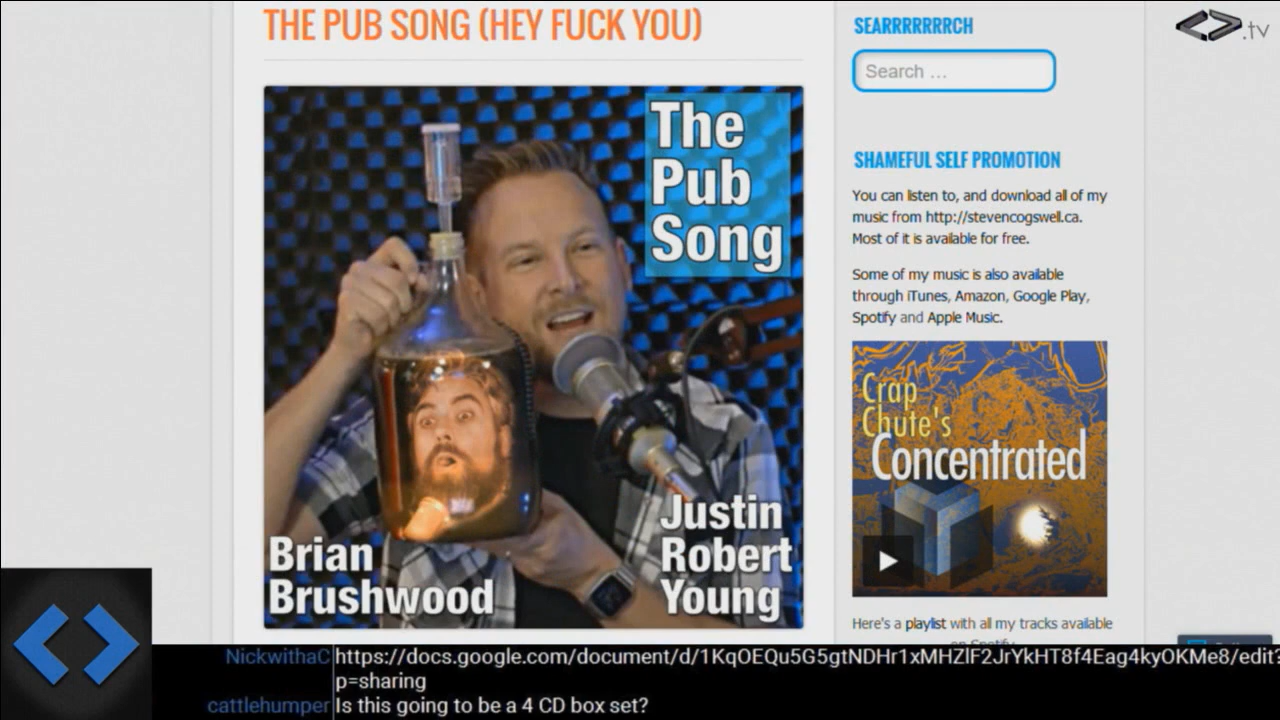 THE PUB SONG (HEY FUCK YOU)
The
Pub
Song
Brian
Brushwood
Justin
Robert
Young
SEARRRRRRRCH
Search ...
SHAMEFUL SELF PROMOTION
You can listen to, and download all of my
music from http://stevencogswell.ca.
Most of it is available for free.
Some of my music is also available
through iTunes, Amazon, Google Play,
Spotify and Apple Music.
Crap
Chute's
Concentrated
Here's a playlist with all my tracks available
on Spotify
.tv
NickwithaC https://docs.google.com/document/d/1KqOEQu5G5gtNDHr1xMHZlF2JrYkHT8f4Eag4kyOKMe8/edit?
p=sharing
cattlehumper Is this going to be a 4 CD box set?